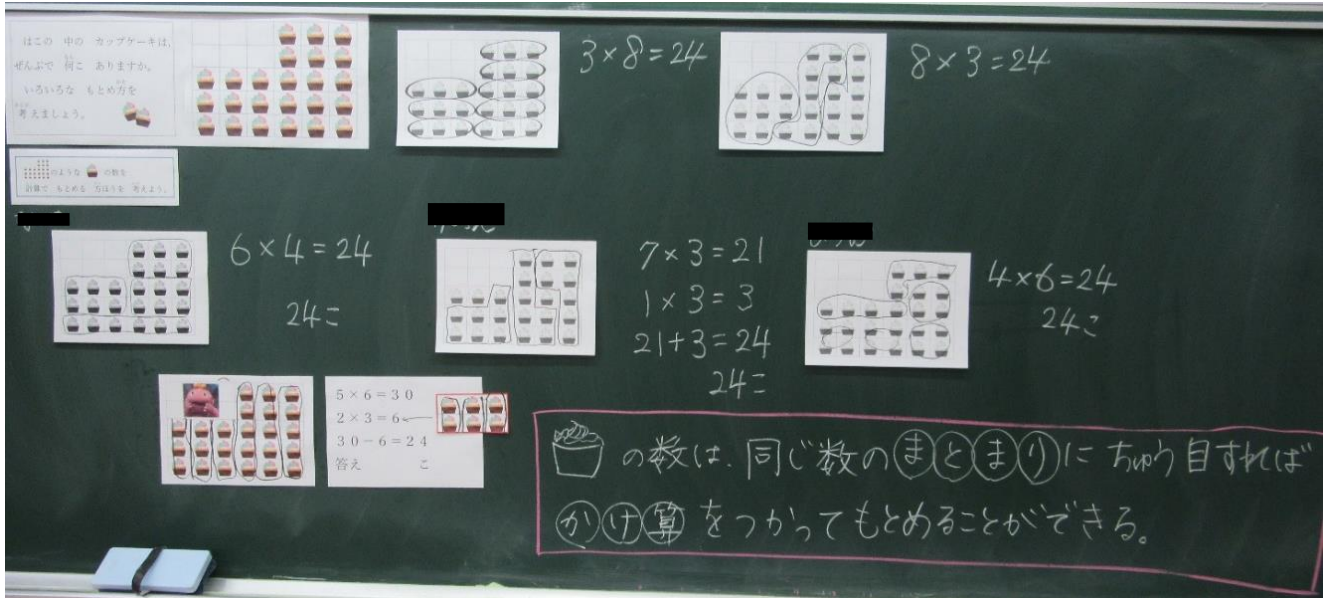 はこの 中の カップケーキは、
ぜんぶで 何こ ありますか。
いろいろな もとめ方を
考えましょう。
3×8=24
8×3=24
のような の数を
計算で もとめる 方ほうを 考えよう。
6×4=24
24こ
7×3=21
1×3=3
21+3=24
24こ
4×6=24
24こ
5×6=30
2×3=6
30-6=24
答え こ
の数は、同じ数のまとまりにちゅう目すれば
かけ算をつかってもとめることができる。